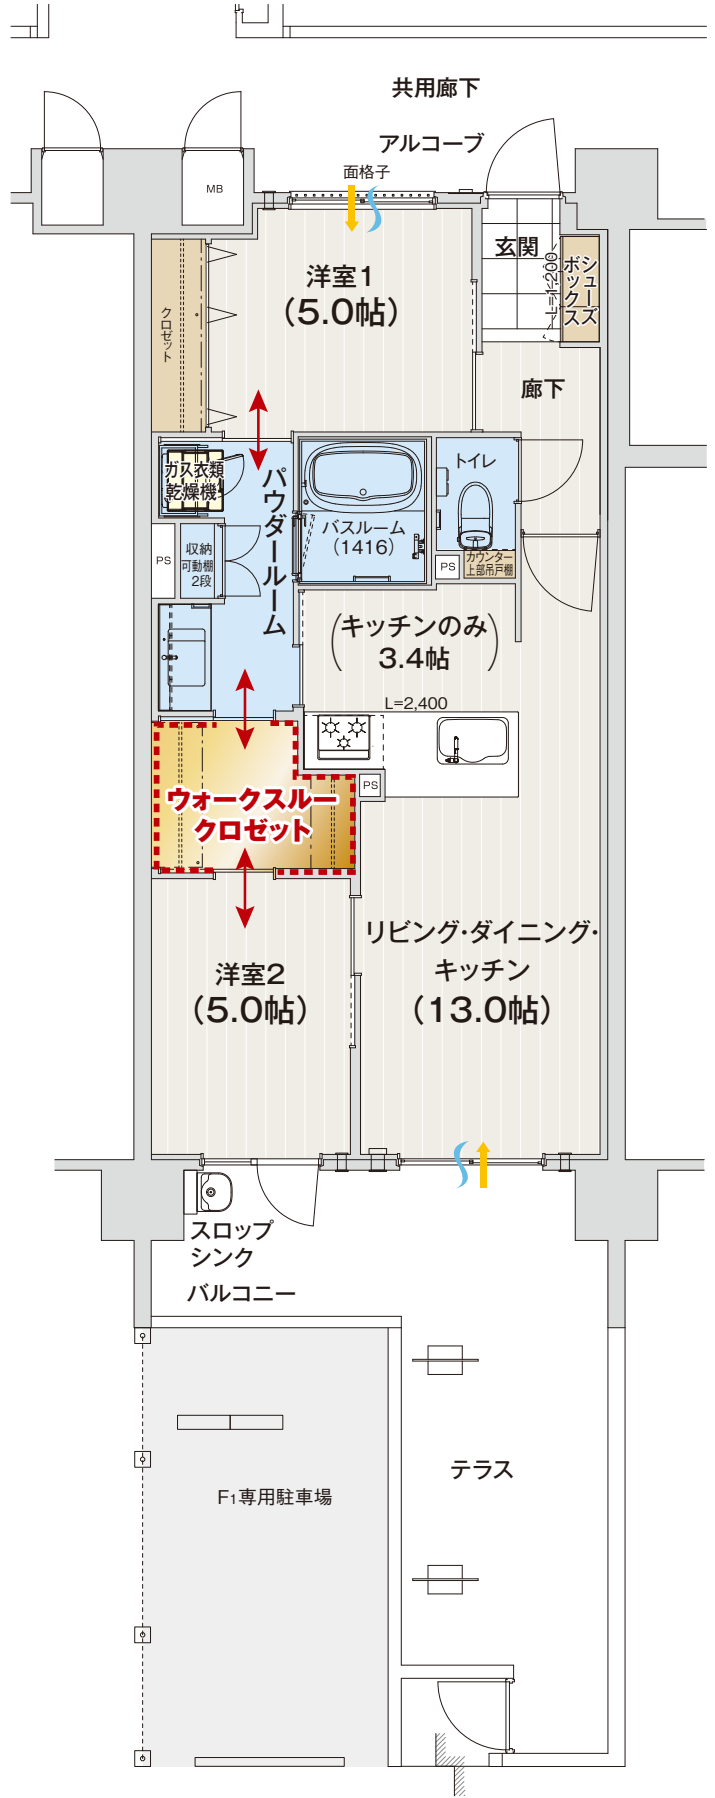 共用廊下
アルコーブ
面格子
MB
玄関
L=1,200
シューズ
ボックス
洋室1
（5.0帖）
クロゼット
廊下
ガス衣類
乾燥機
パウダールーム
トイレ
バスルーム
（1416）
PS
収納
可動棚
2段
PS
カウンター
上部吊戸棚
（キッチンのみ
3.4帖）
L=2,400
PS
ウォークスルー
クロゼット
リビング・ダイニング・
キッチン
（13.0帖）
洋室2
（5.0帖）
スロップ
シンク
バルコニー
テラス
F1専用駐車場